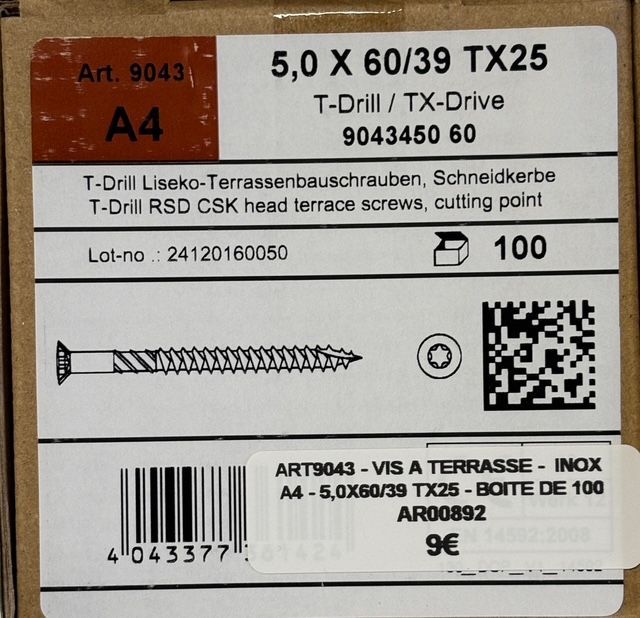 Art. 9043
A4
5,0 X 60/39 TX25
T-Drill / TX-Drive
9043450 60
T-Drill Liseko-Terrassenbauschrauben, Schneidkerbe
T-Drill RSD CSK head terrace screws, cutting point
Lot-no .: 24120160050
100
ART9043 - VIS A TERRASSE - INOX
A4 - 5,0X60/39 TX25 - BOITE DE 100
AR00892
9€
EN 14592:2008
4 043377 361424